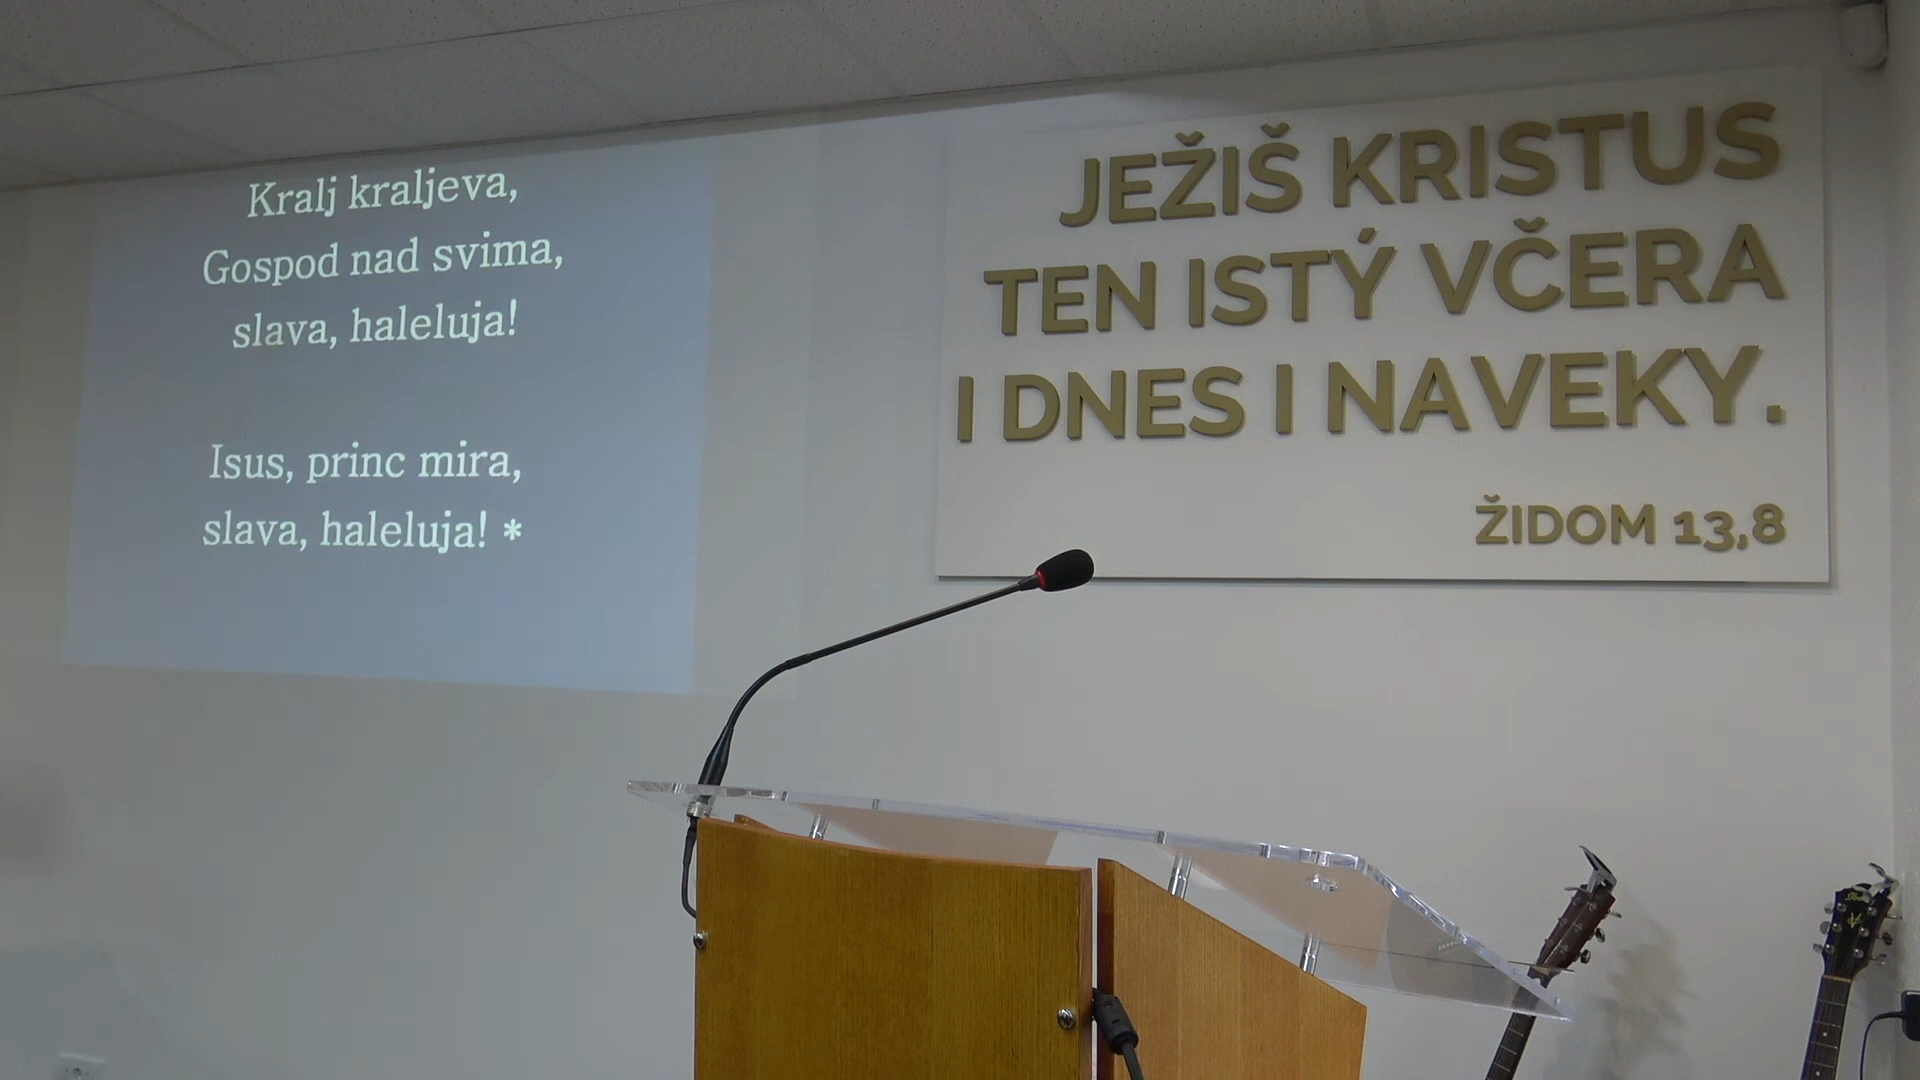 Kralj kraljeva,
Gospod nad svima,
slava, haleluja!
Isus, princ mira,
slava, haleluja! *
JEŽIŠ KRISTUS
TEN ISTÝ VČERA
I DNES I NAVEKY.
ŽIDOM 13,8